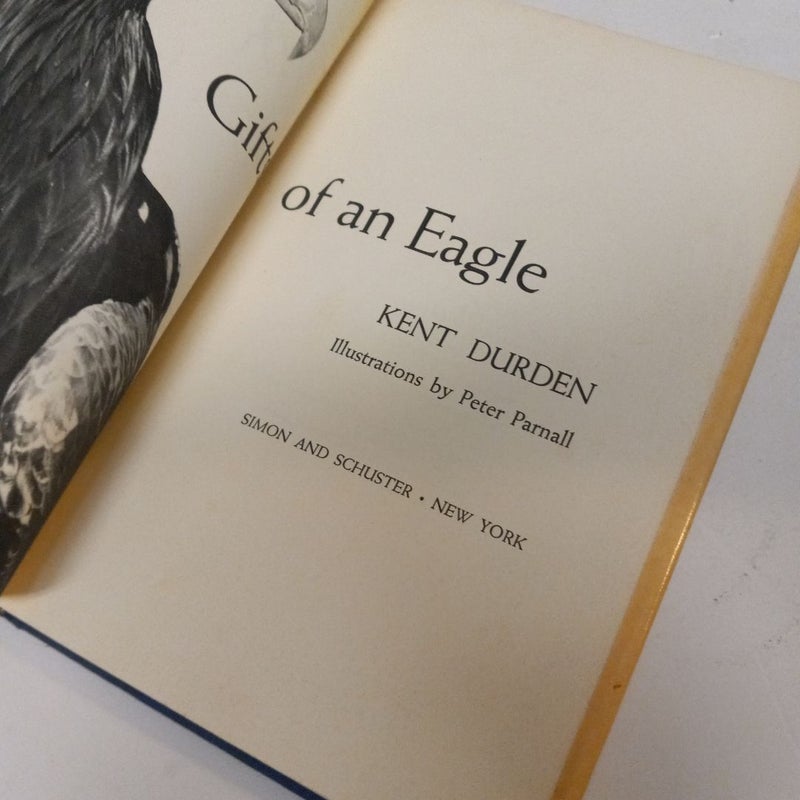 Gift of an Eagle
KENT DURDEN
Illustrations by Peter Parnall
SIMON AND SCHUSTER • NEW YORK